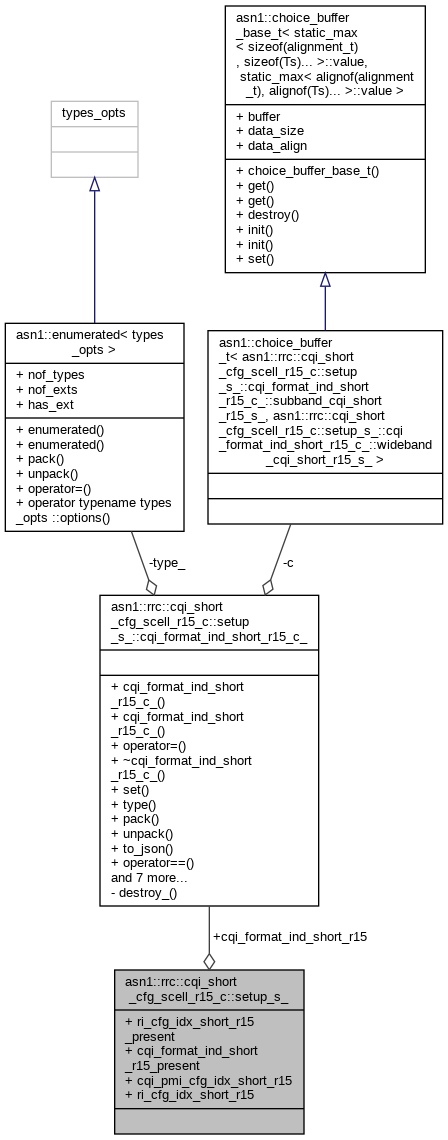 asn1::choice_buffer
_base_t< static_max
< sizeof(alignment_t)
, sizeof(Ts)... >::value,
static_max< alignof(alignment
_t), alignof(Ts)... >::value >
+ buffer
+ data_size
+ data_align
+ choice_buffer_base_t()
+ get()
+ get()
+ destroy()
+ init()
+ init()
+ set()
types_opts
asn1::enumerated< types
_opts >
+ nof_types
+ nof_exts
+ has_ext
+ enumerated()
+ enumerated()
+ pack()
+ unpack()
+ operator=()
+ operator typename types
_opts ::options()
asn1::choice_buffer
_t< asn1::rrc::cqi_short
_cfg_scell_r15_c::setup
_s_::cqi_format_ind_short
_r15_c_::subband_cqi_short
_r15_s_, asn1::rrc::cqi_short
_cfg_scell_r15_c::setup_s_::cqi
_format_ind_short_r15_c_::wideband
_cqi_short_r15_s_ >
-type_
-c
asn1::rrc::cqi_short
_cfg_scell_r15_c::setup
_s_::cqi_format_ind_short_r15_c_
+ cqi_format_ind_short
_r15_c_()
+ cqi_format_ind_short
_r15_c_()
+ operator=()
+ ~cqi_format_ind_short
_r15_c_()
+ set()
+ type()
+ pack()
+ unpack()
+ to_json()
+ operator==()
and 7 more...
- destroy_()
+cqi_format_ind_short_r15
asn1::rrc::cqi_short
_cfg_scell_r15_c::setup_s_
+ ri_cfg_idx_short_r15
_present
+ cqi_format_ind_short
_r15_present
+ cqi_pmi_cfg_idx_short_r15
+ ri_cfg_idx_short_r15